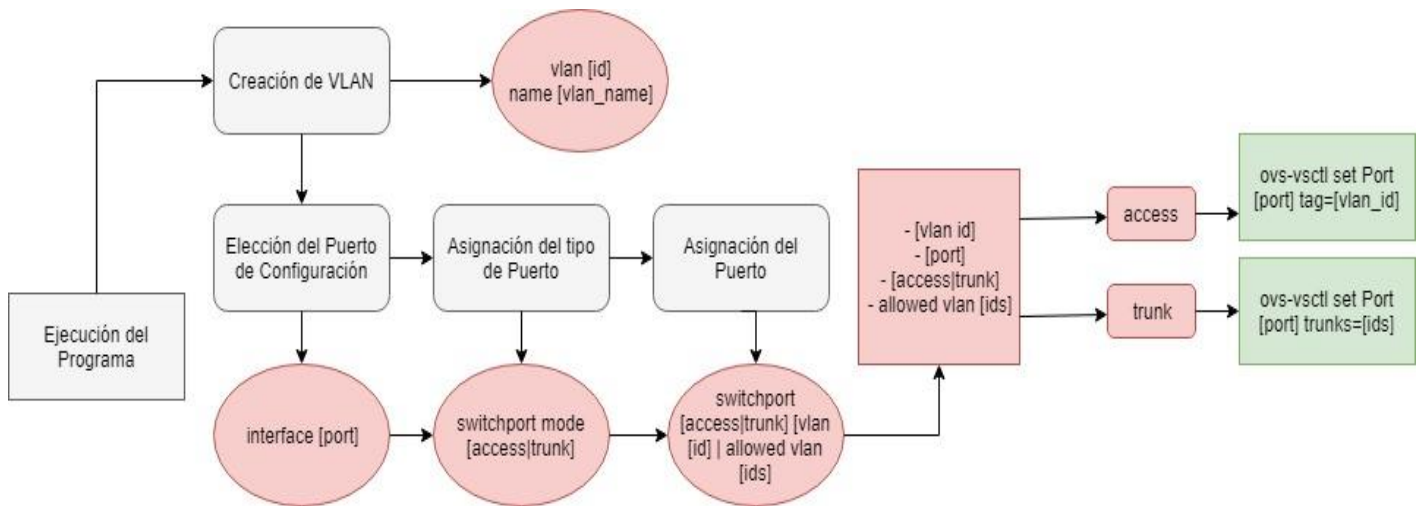 Creación de VLAN
vlan [id]
name [vlan_name]
Ejecución del
Programa
Elección del Puerto
de Configuración
Asignación del tipo
de Puerto
Asignación del
Puerto
interface [port]
switchport mode
[access|trunk]
switchport
[access|trunk] [vlan
[id] | allowed vlan
[ids]
- [vlan id]
- [port]
- [access|trunk]
- allowed vlan [ids]
access
ovs-vsctl set Port
[port] tag=[vlan_id]
trunk
ovs-vsctl set Port
[port] trunks=[ids]